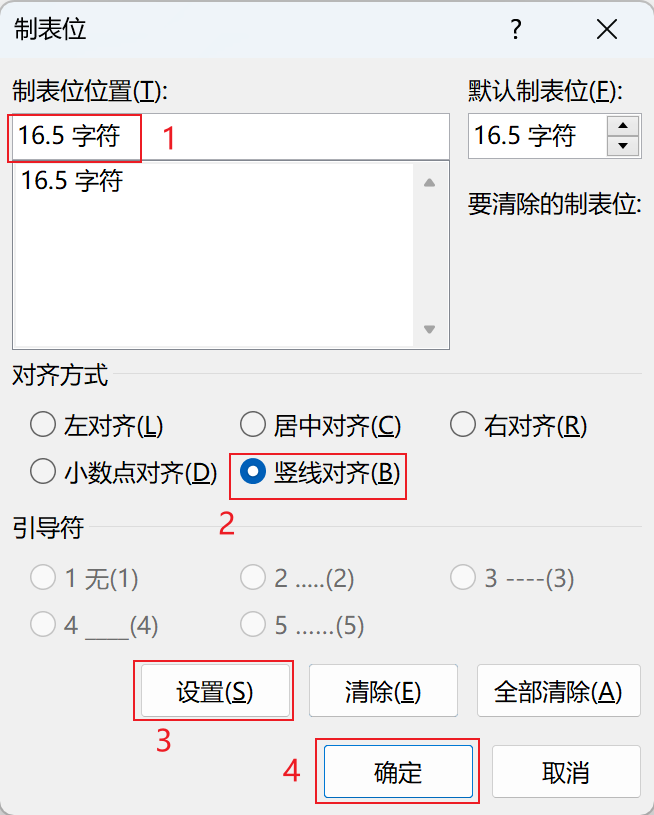 制表位 ?
制表位位置(T): 默认制表位(F):
16.5 字符 1 16.5 字符
16.5 字符
要清除的制表位:
对齐方式
左对齐(L) 居中对齐(C) 右对齐(R)
小数点对齐(D) 竖线对齐(B)
2
引导符
1 无(1) 2 .....(2) 3 ----(3)
4 ____(4) 5 ......(5)
设置(S) 清除(E) 全部清除(A)
3
4 确定 取消